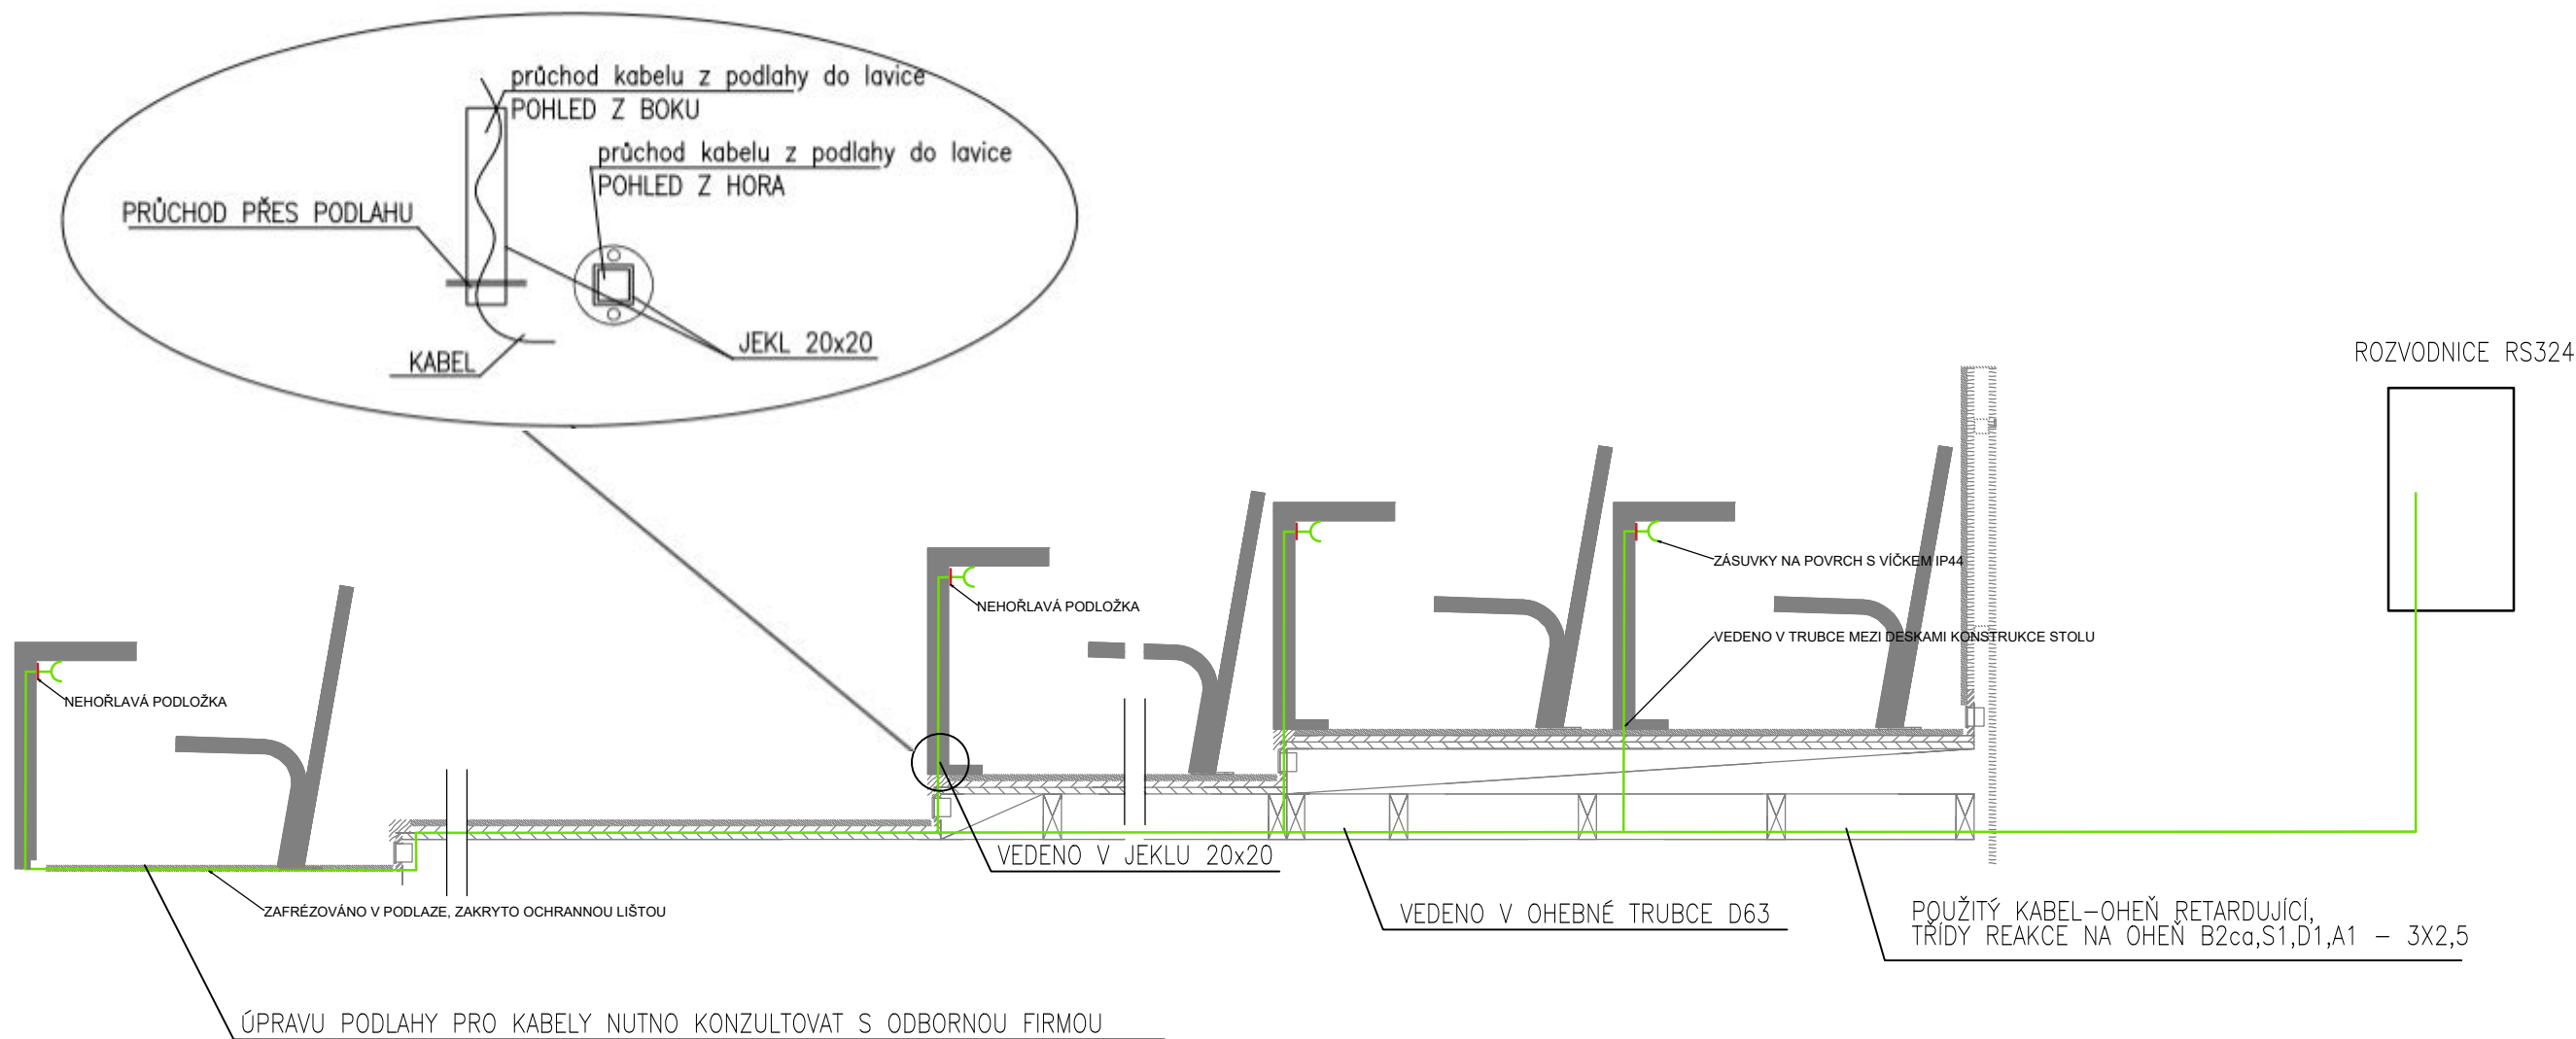 průchod kabelu z podlahy do lavice
POHLED Z BOKU
průchod kabelu z podlahy do lavice
POHLED Z HORA
PRŮCHOD PŘES PODLAHU
JEKL 20x20
KABEL
ROZVODNICE RS324
ZÁSUVKY NA POVRCH S VÍČKEM IP44
NEHOŘLAVÁ PODLOŽKA
VEDENO V TRUBCE MEZI DESKAMI KONSTRUKCE STOLU
NEHOŘLAVÁ PODLOŽKA
VEDENO V JEKLU 20x20
ZAFRÉZOVÁNO V PODLAZE, ZAKRYTO OCHRANNOU LIŠTOU
VEDENO V OHEBNÉ TRUBCE D63
POUŽITÝ KABEL-OHEŇ RETARDUJÍCÍ,
TŘÍDY REAKCE NA OHEŇ B2ca,S1,D1,A1 - 3X2,5
ÚPRAVU PODLAHY PRO KABELY NUTNO KONZULTOVAT S ODBORNOU FIRMOU